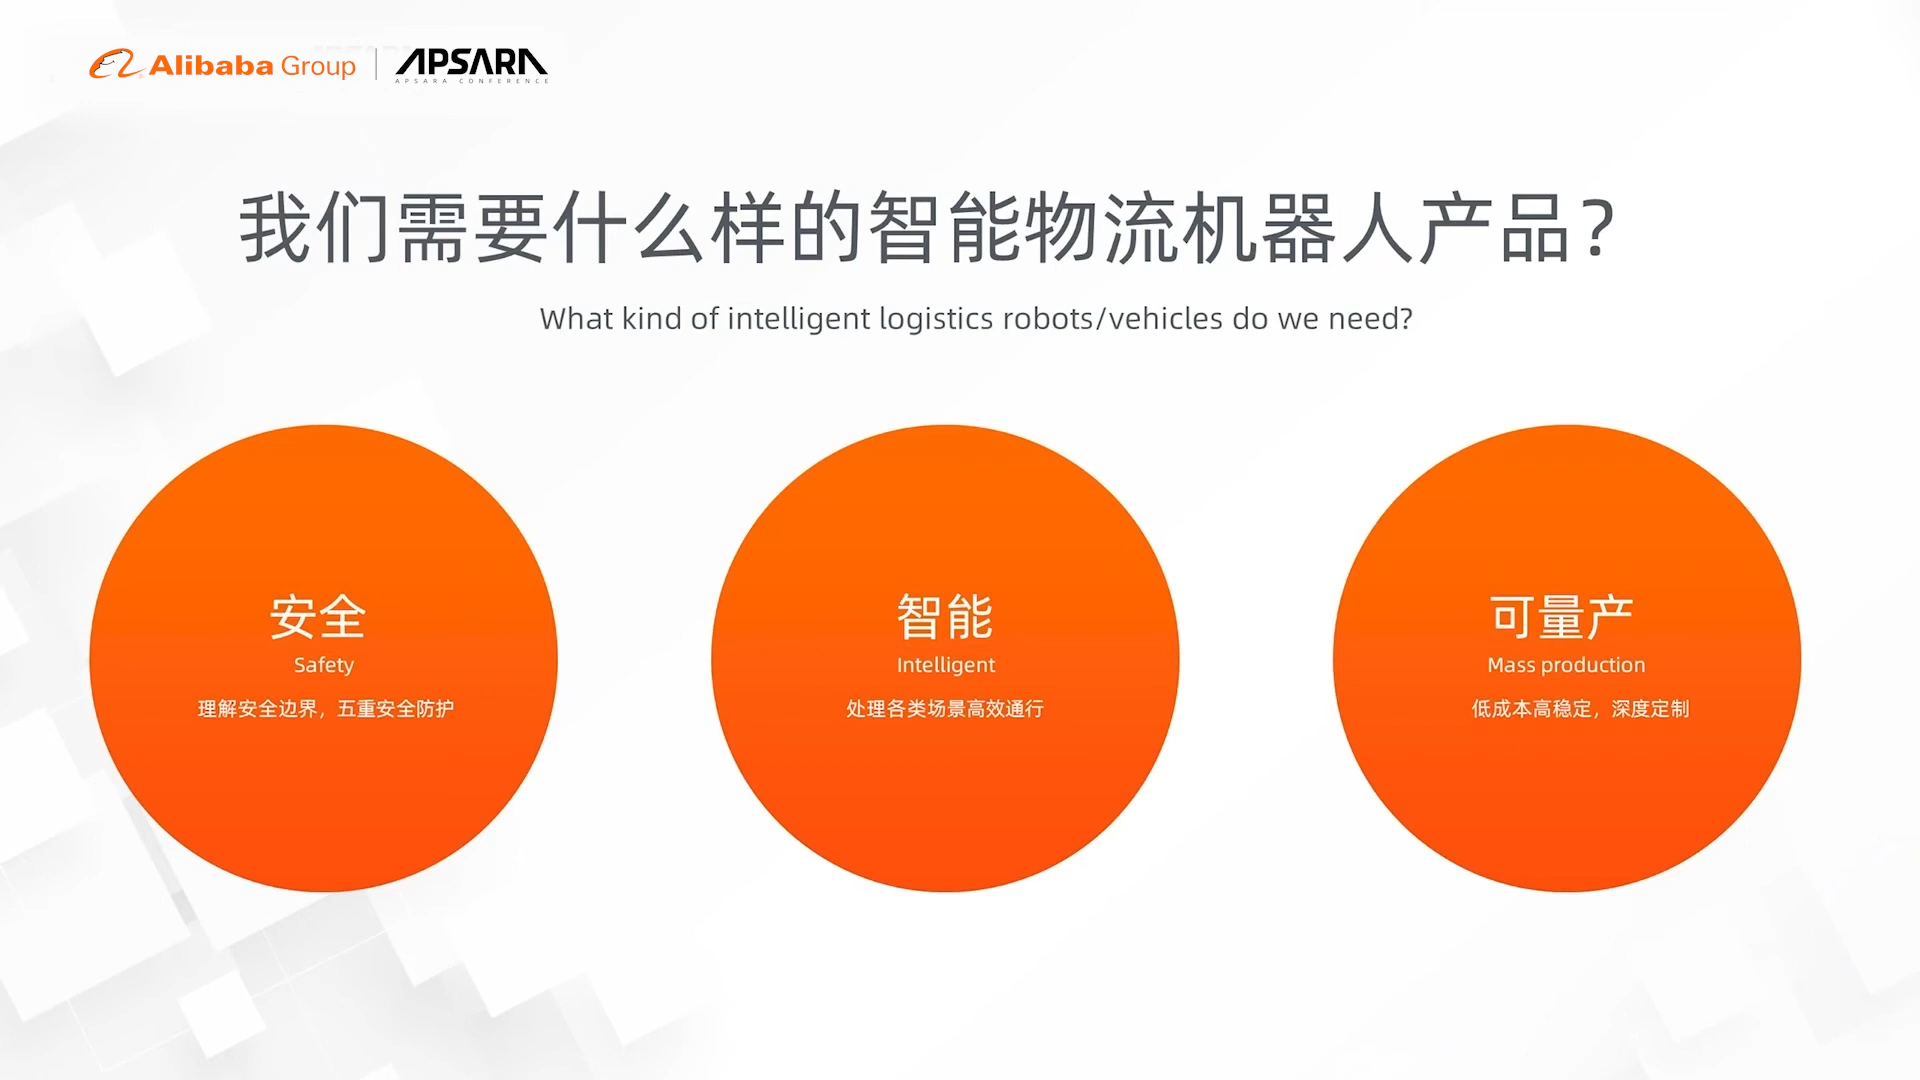 Alibaba Group
APSARA
APSARA CONFERENCE
我们需要什么样的智能物流机器人产品?
What kind of intelligent logistics robots/vehicles do we need?
安全
Safety
理解安全边界，五重安全防护
智能
Intelligent
处理各类场景高效通行
可量产
Mass production
低成本高稳定，深度定制